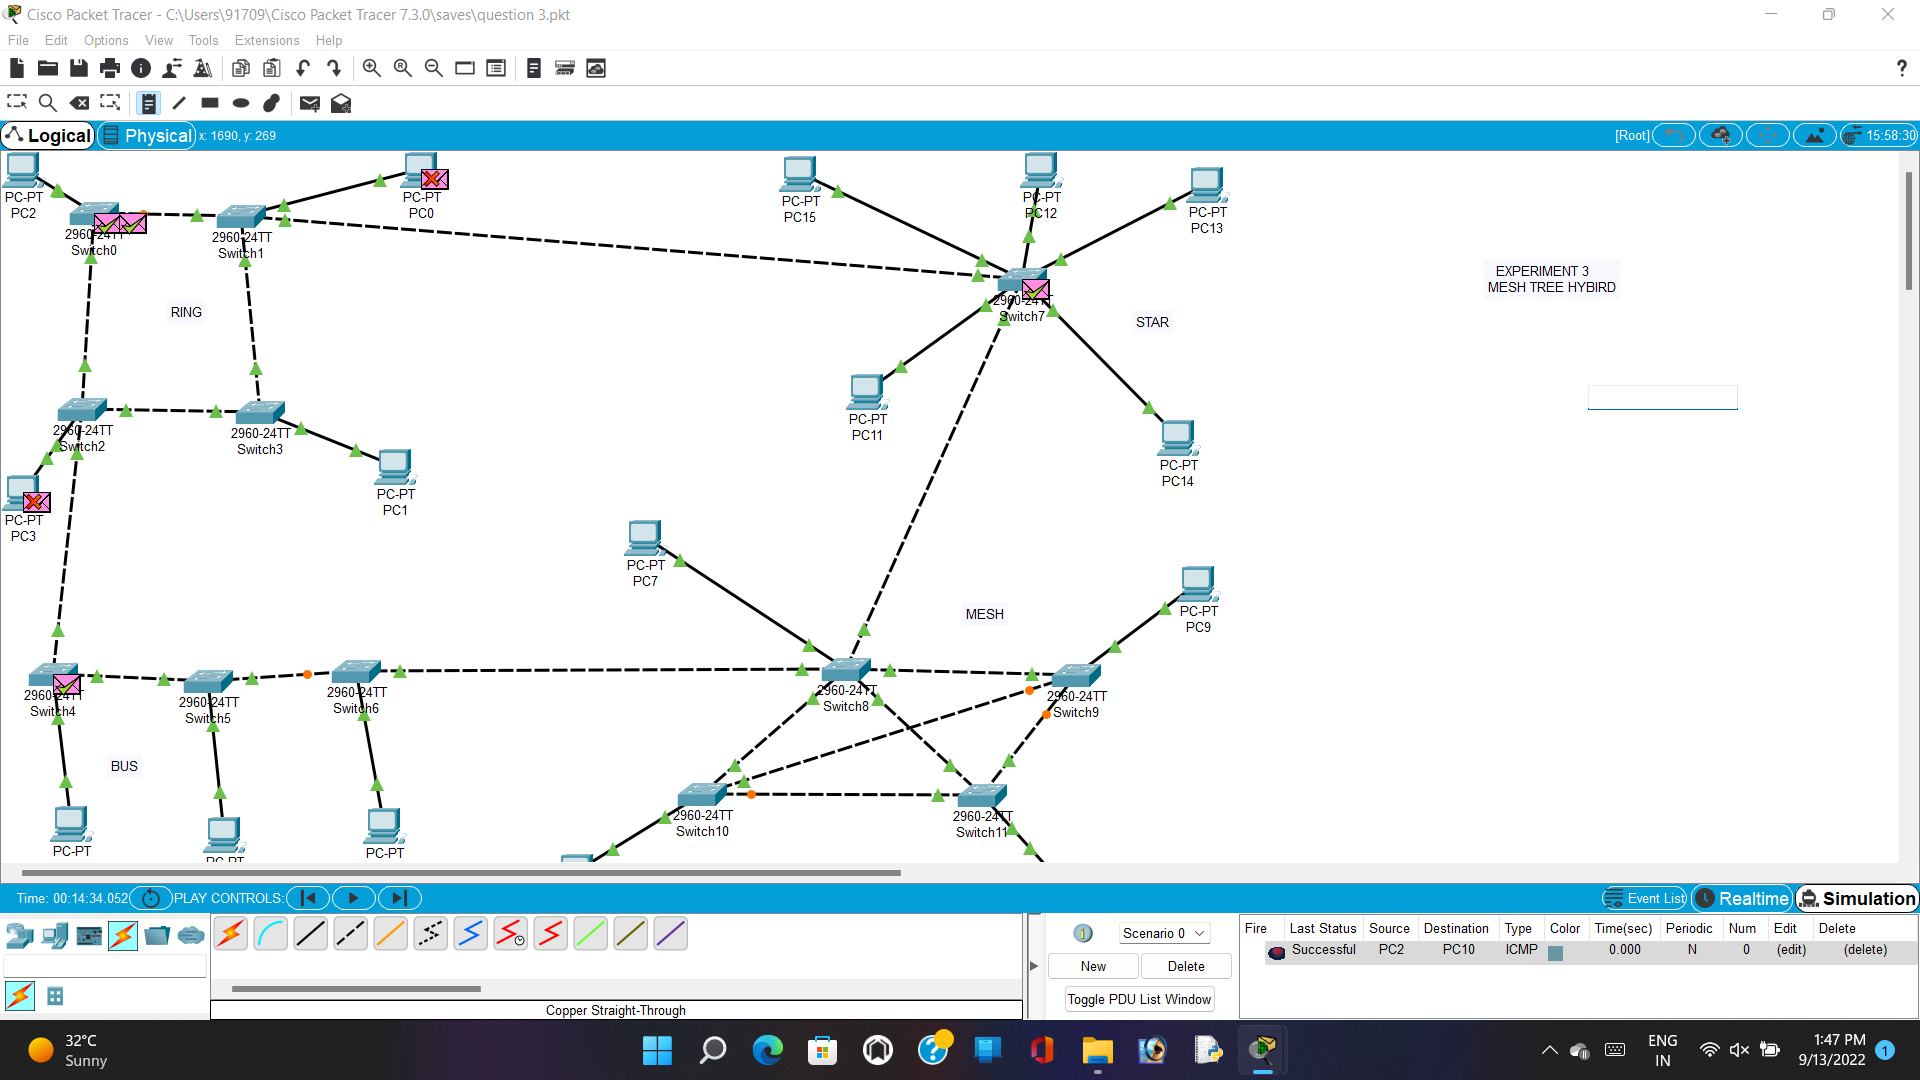 Cisco Packet Tracer - C:\Users\91709\Cisco Packet Tracer 7.3.0\saves\question 3.pkt
File Edit Options View Tools Extensions Help
Logical Physical x: 1690, y: 269 [Root] 15:58:30
PC-PT
PC2
PC-PT
PC0
PC-PT
PC15
PC-PT
PC12
PC-PT
PC13
2960-24TT
Switch0
2960-24TT
Switch1
2960-24TT
Switch7
EXPERIMENT 3
MESH TREE HYBIRD
RING
STAR
2960-24TT
Switch2
2960-24TT
Switch3
PC-PT
PC11
PC-PT
PC14
PC-PT
PC1
PC-PT
PC3
PC-PT
PC7
PC-PT
PC9
MESH
2960-24TT
Switch4
2960-24TT
Switch5
2960-24TT
Switch6
2960-24TT
Switch8
2960-24TT
Switch9
BUS
2960-24TT
Switch10
2960-24TT
Switch11
PC-PT
PC-PT
PC-PT
Time: 00:14:34.052 PLAY CONTROLS: Event List Realtime Simulation
Scenario 0
New Delete
Toggle PDU List Window
Fire Last Status Source Destination Type Color Time(sec) Periodic Num Edit Delete
Successful PC2 PC10 ICMP 0.000 N 0 (edit) (delete)
Copper Straight-Through
32°C
Sunny
ENG
IN
1:47 PM
9/13/2022
1